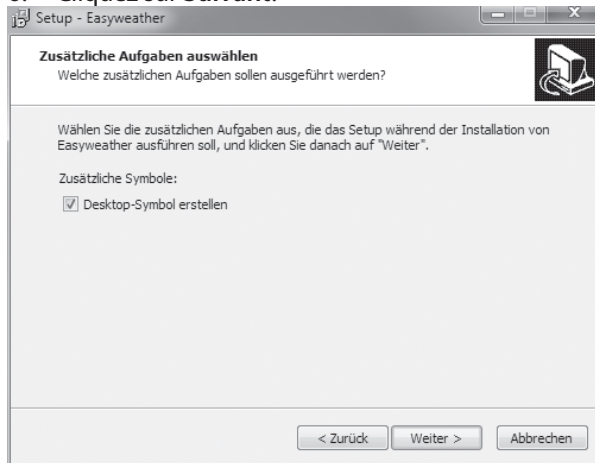 Setup - Easyweather
Zusätzliche Aufgaben auswählen
Welche zusätzlichen Aufgaben sollen ausgeführt werden?
Wählen Sie die zusätzlichen Aufgaben aus, die das Setup während der Installation von
Easyweather ausführen soll, und klicken Sie danach auf "Weiter".
Zusätzliche Symbole:
Desktop-Symbol erstellen
< Zurück Weiter > Abbrechen